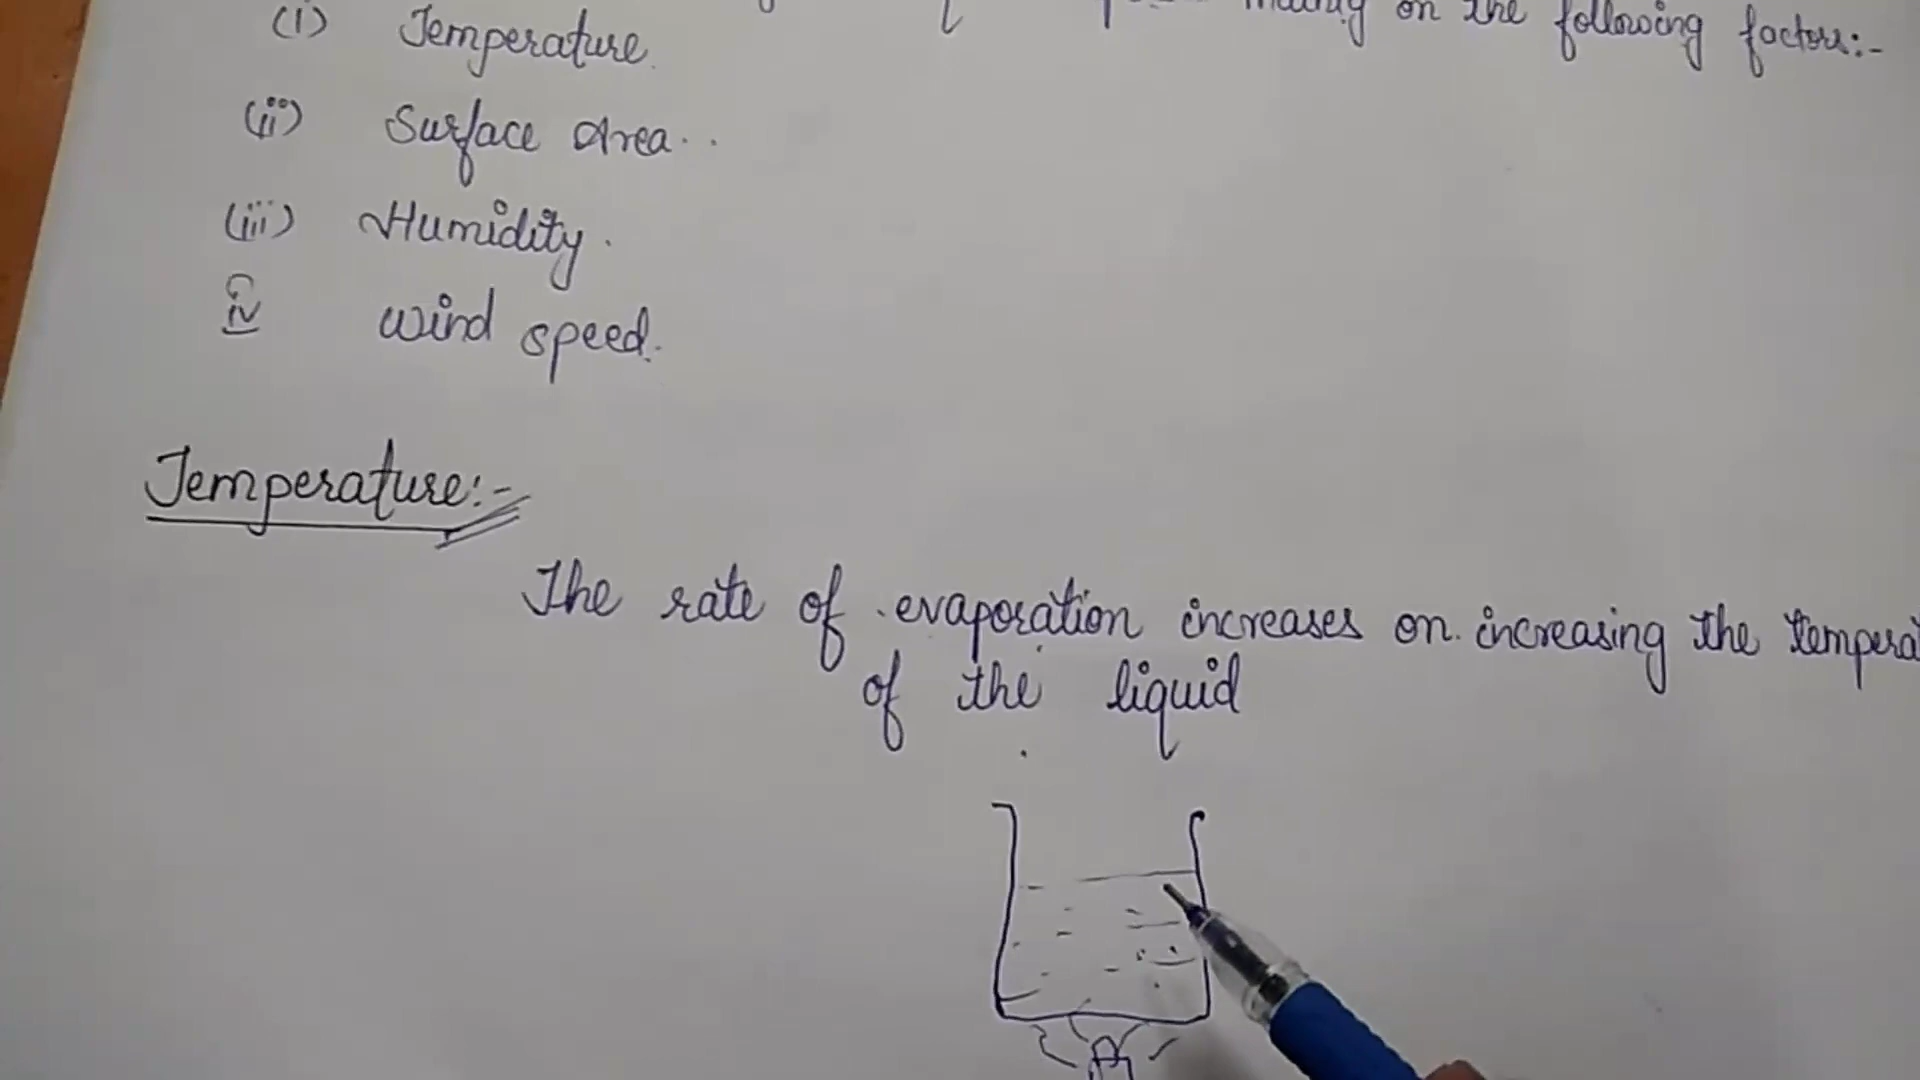 mainly on the following factors:-
(i) Temperature.
(ii) Surface Area..
(iii) Humidity.
iv wind speed.
Temperature:-
The rate of evaporation increases on increasing the
of the liquid